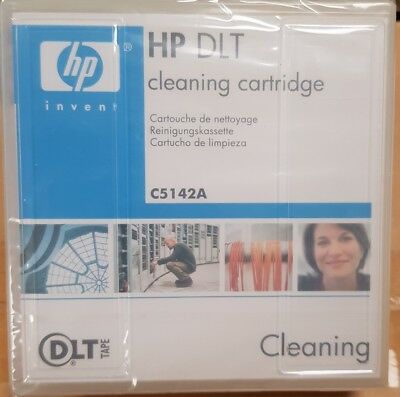 hp
®
invent
HP DLT
cleaning cartridge
Cartouche de nettoyage
Reinigungskassette
Cartucho de limpieza
C5142A
DLT
TAPE
®
Cleaning